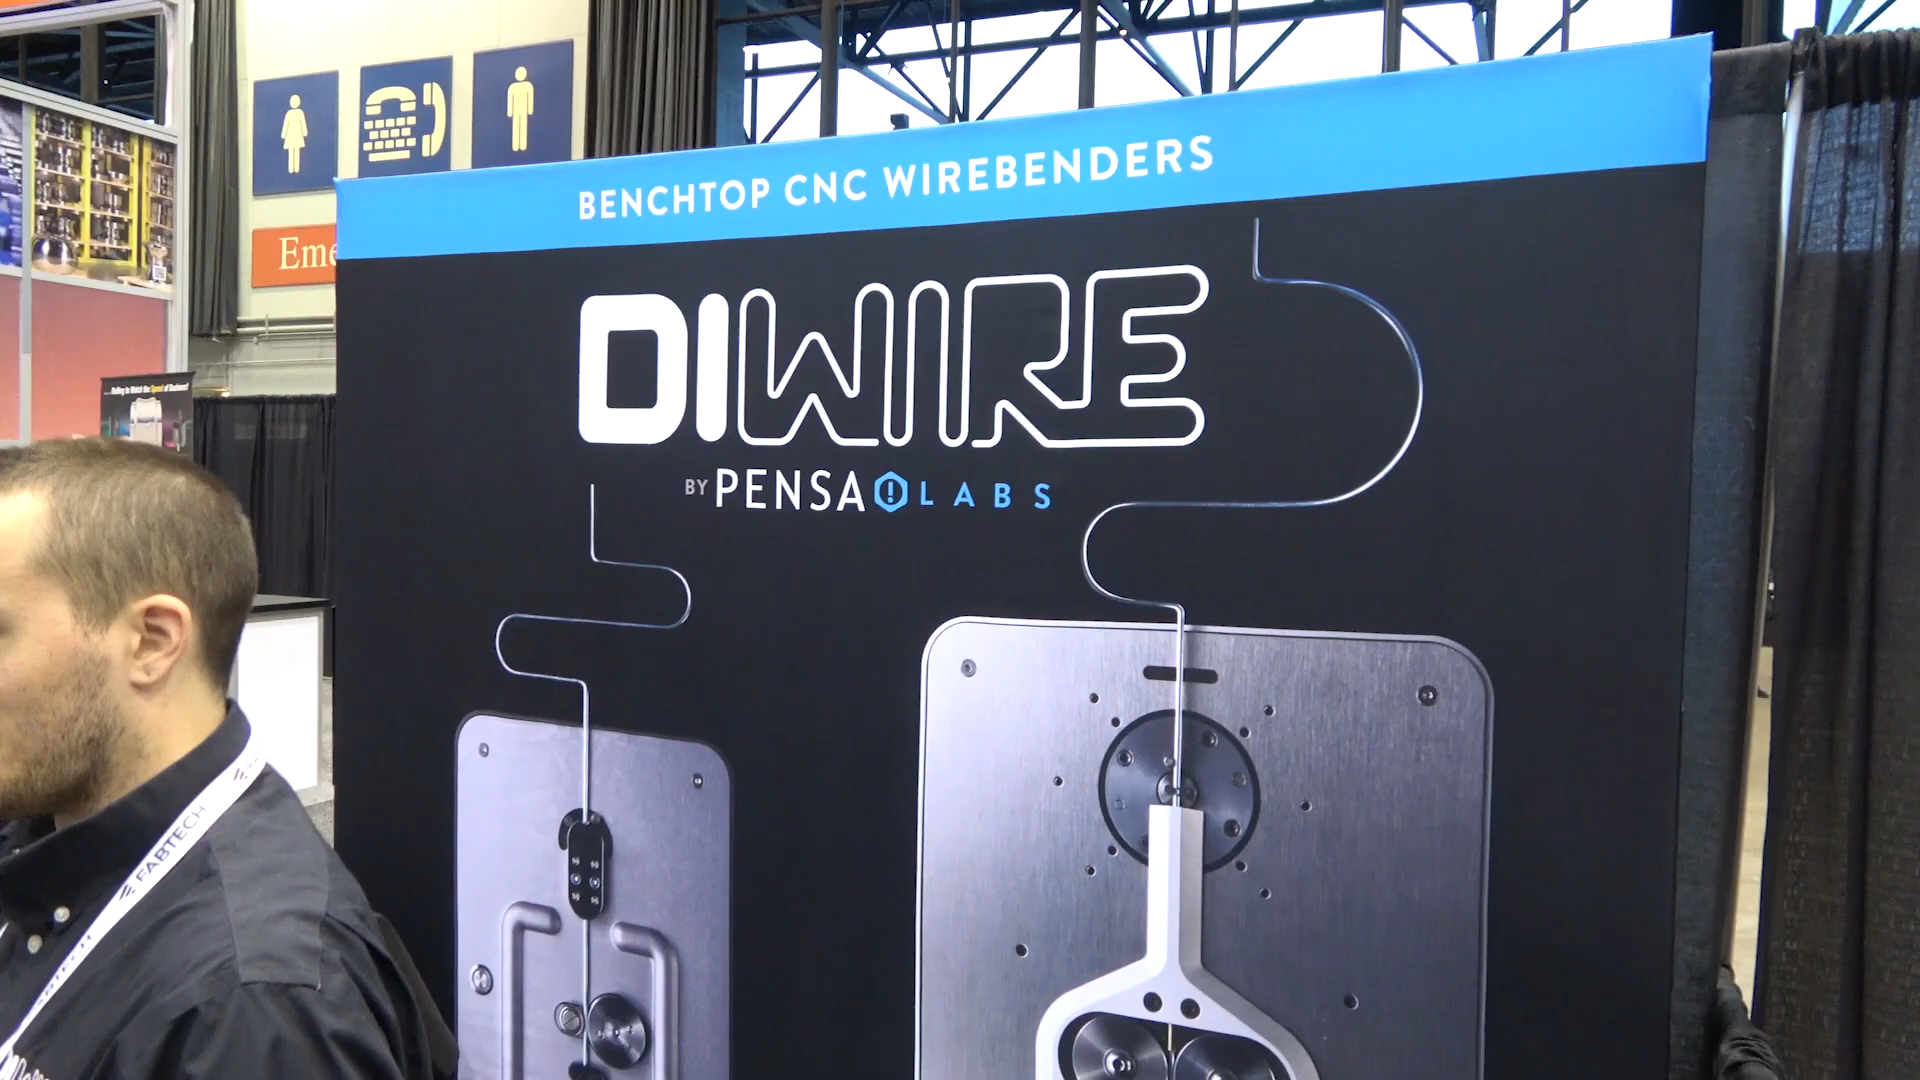 BENCHTOP CNC WIREBENDERS
Eme
DIWIRE
BY PENSA LABS
FABTECH